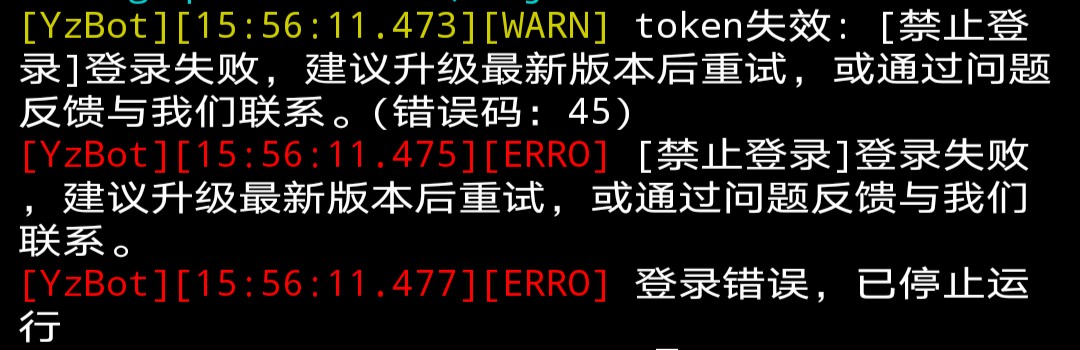 [YzBot][15:56:11.473][WARN] token失效: [禁止登
录]登录失败，建议升级最新版本后重试，或通过问题
反馈与我们联系。(错误码: 45)
[YzBot][15:56:11.475][ERRO] [禁止登录]登录失败
，建议升级最新版本后重试，或通过问题反馈与我们
联系。
[YzBot][15:56:11.477][ERRO] 登录错误，已停止运
行